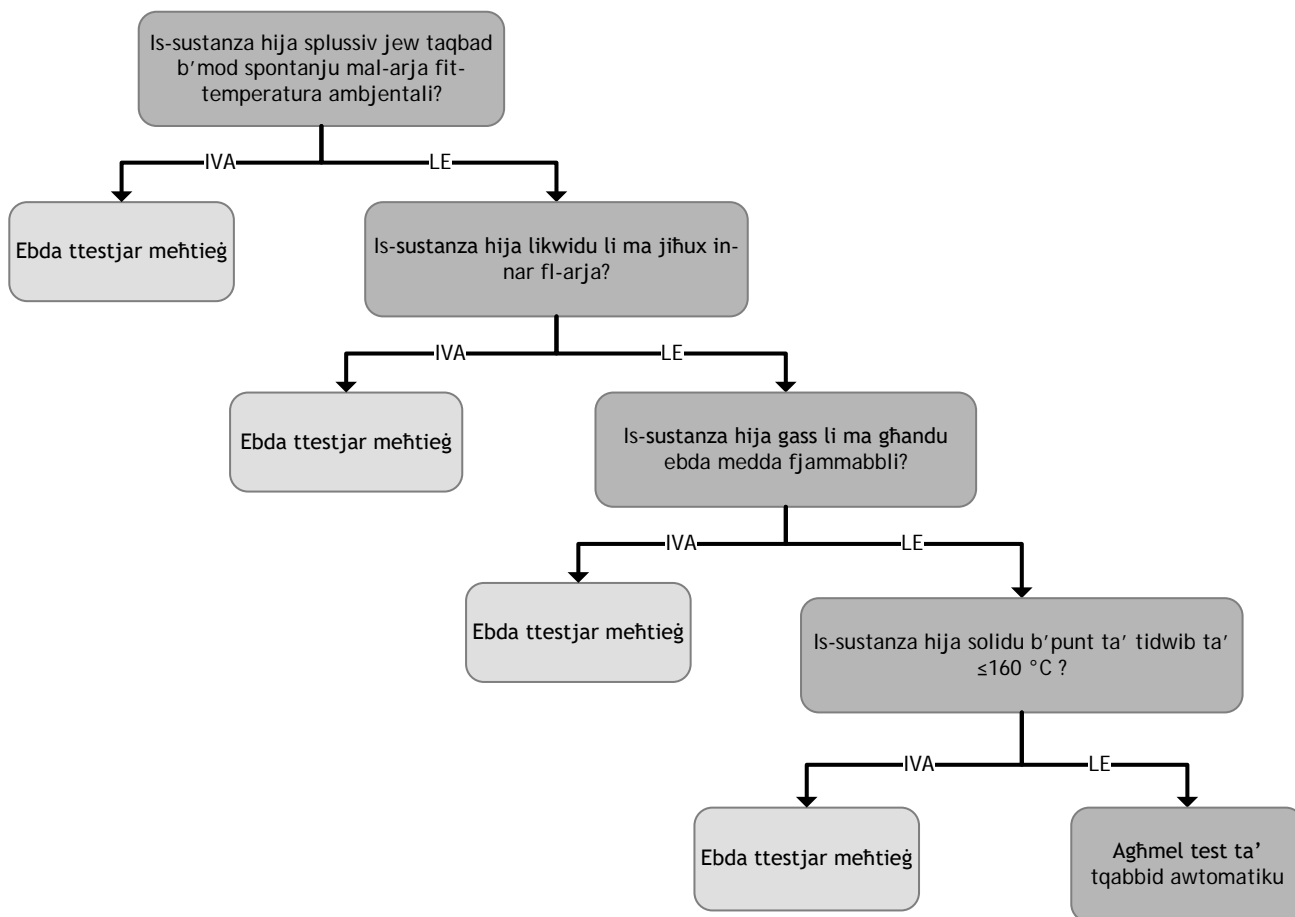 Is-sustanza hija splussiv jew taqbad
b'mod spontanju mal-arja fit-
temperatura ambjentali?
IVA
LE
Ebda ttestjar meħtieġ
Is-sustanza hija likwidu li ma jiħux in-
nar fl-arja?
IVA
LE
Ebda ttestjar meħtieġ
Is-sustanza hija gass li ma għandu
ebda medda fjammabbli?
IVA
LE
Ebda ttestjar meħtieġ
Is-sustanza hija solidu b'punt ta' tidwib ta'
≤160 °C ?
IVA
LE
Ebda ttestjar meħtieġ
Agħmel test ta'
tqabbid awtomatiku